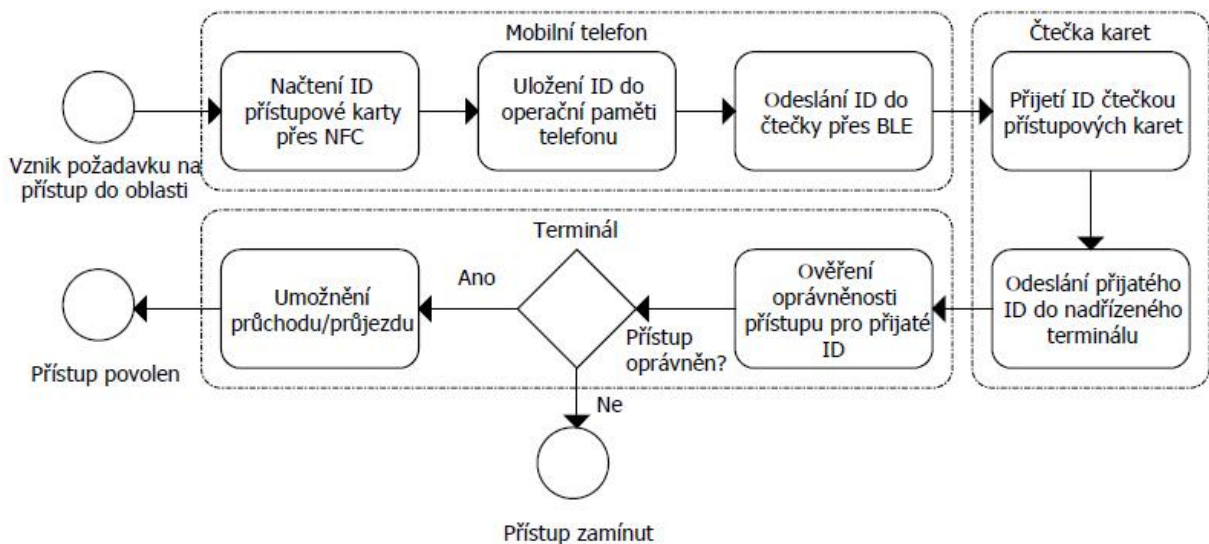 Mobilní telefon
Čtečka karet
Vznik požadavku na
přístup do oblasti
Načtení ID
přístupové karty
přes NFC
Uložení ID do
operační paměti
telefonu
Odeslání ID do
čtečky přes BLE
Přijetí ID čtečkou
přístupových karet
Odeslání přijatého
ID do nadřízeného
terminálu
Terminál
Ověření
oprávněnosti
přístupu pro přijaté
ID
Přístup
oprávněn?
Ano
Ne
Umožnění
průchodu/průjezdu
Přístup povolen
Přístup zamínut